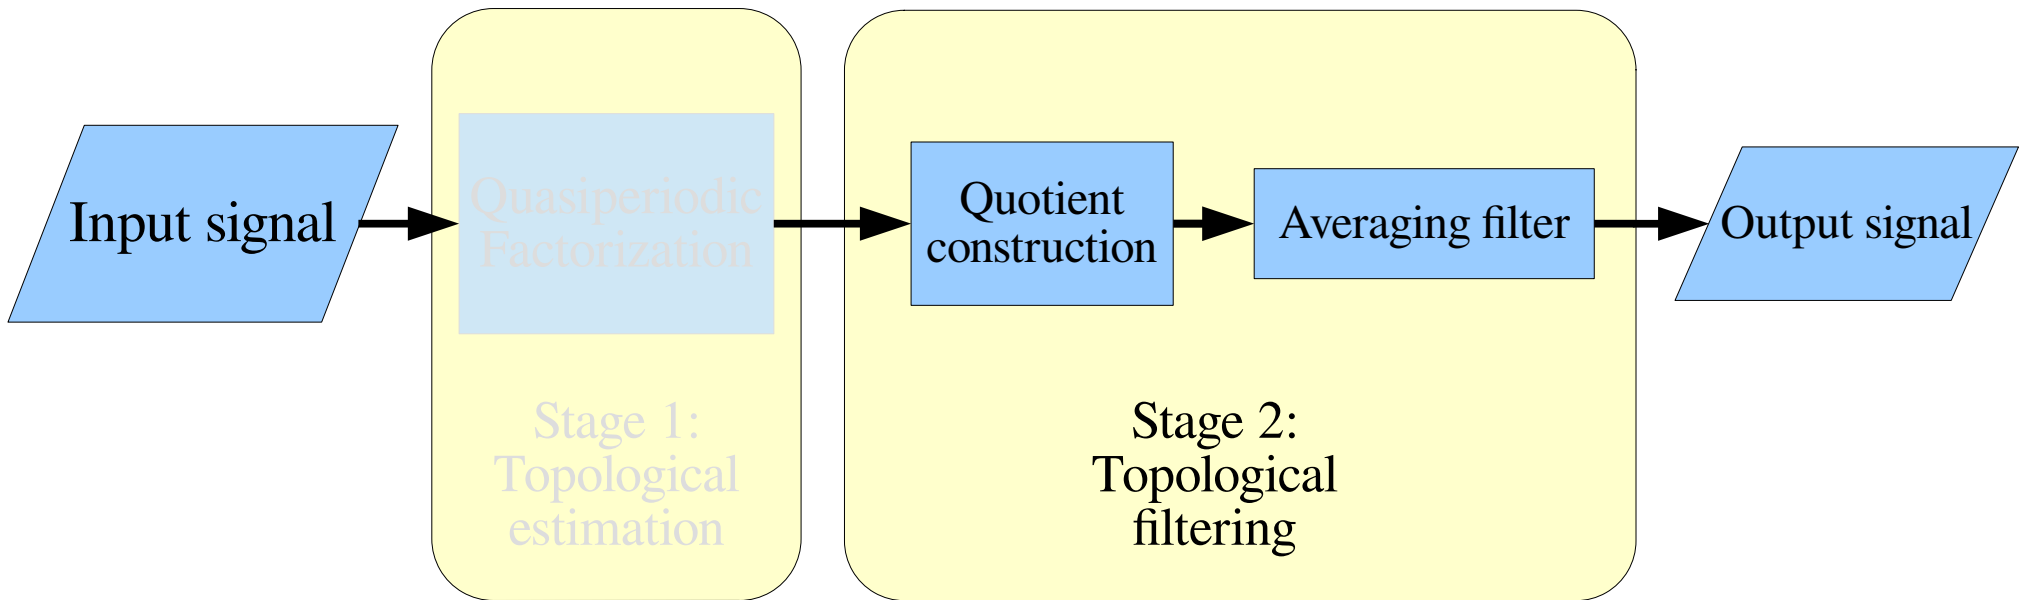 Input signal
Quasiperiodic
Factorization
Stage 1:
Topological
estimation
Quotient
construction
Averaging filter
Stage 2:
Topological
filtering
Output signal